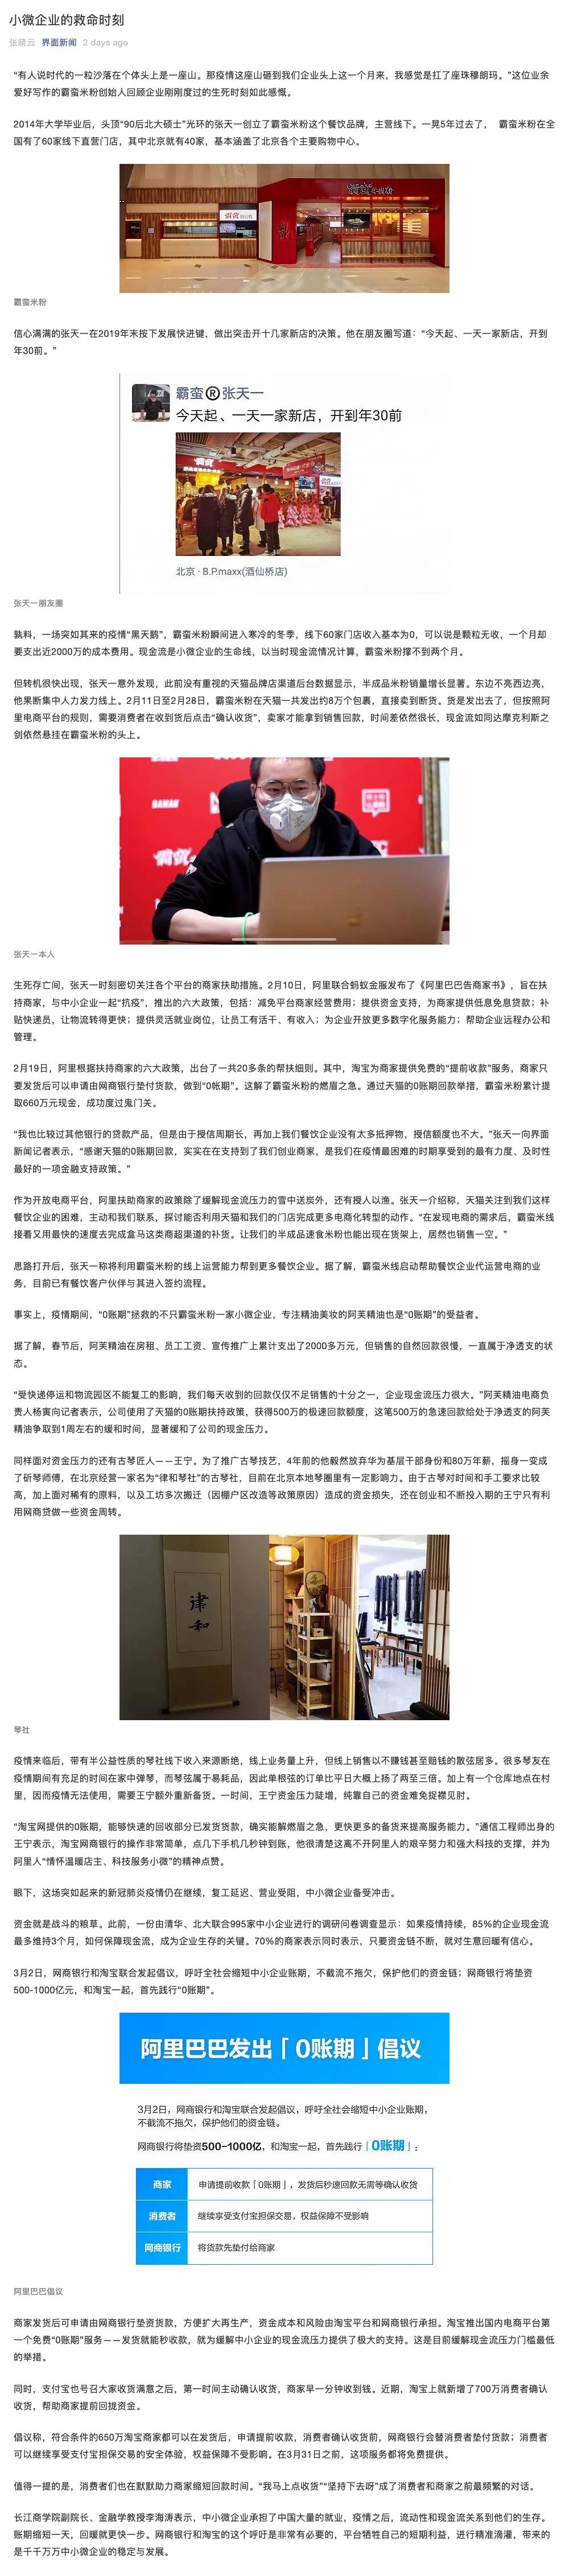 小微企业的救命时刻
张晓云 界面新闻 2 days ago
“有人说时代的一粒沙落在个体头上是一座山。那疫情这座山砸到我们企业头上这一个月来，我感觉是扛了座珠穆朗玛。”这位业余
爱好写作的霸蛮米粉创始人回顾企业刚刚度过的生死时刻如此感慨。
2014年大学毕业后，头顶“90后北大硕士”光环的张天一创立了霸蛮米粉这个餐饮品牌，主营线下。一晃5年过去了， 霸蛮米粉在全
国有了60家线下直营门店，其中北京就有40家，基本涵盖了北京各个主要购物中心。
霸蛮米粉
信心满满的张天一在2019年末按下发展快进键，做出突击开十几家新店的决策。他在朋友圈写道：“今天起、一天一家新店，开到
年30前。”
霸蛮®张天一
今天起、一天一家新店，开到年30前
北京 · B.P.maxx(酒仙桥店)
张天一朋友圈
孰料，一场突如其来的疫情“黑天鹅”，霸蛮米粉瞬间进入寒冷的冬季，线下60家门店收入基本为0，可以说是颗粒无收，一个月却
要支出近2000万的成本费用。现金流是小微企业的生命线，以当时现金流情况计算，霸蛮米粉撑不到两个月。
但转机很快出现，张天一意外发现，此前没有重视的天猫品牌店渠道后台数据显示，半成品米粉销量增长显著。东边不亮西边亮，
他果断集中人力发力线上。2月11日至2月28日，霸蛮米粉在天猫一共发出约8万个包裹，直接卖到断货。货是发出去了，但按照阿
里电商平台的规则，需要消费者在收到货后点击“确认收货”，卖家才能拿到销售回款，时间差依然很长，现金流如同达摩克利斯之
剑依然悬挂在霸蛮米粉的头上。
张天一本人
生死存亡间，张天一时刻密切关注各个平台的商家扶助措施。2月10日，阿里联合蚂蚁金服发布了《阿里巴巴告商家书》，旨在扶
持商家，与中小企业一起“抗疫”，推出的六大政策，包括：减免平台商家经营费用；提供资金支持，为商家提供低息免息贷款；补
贴快递员，让物流转得更快；提供灵活就业岗位，让员工有活干、有收入；为企业开放更多数字化服务能力；帮助企业远程办公和
管理。
2月19日，阿里根据扶持商家的六大政策，出台了一共20多条的帮扶细则。其中，淘宝为商家提供免费的“提前收款”服务，商家只
要发货后可以申请由网商银行垫付货款，做到“0帐期”。这解了霸蛮米粉的燃眉之急。通过天猫的0账期回款举措，霸蛮米粉累计提
取660万元现金，成功度过鬼门关。
“我也比较过其他银行的贷款产品，但是由于授信周期长，再加上我们餐饮企业没有太多抵押物，授信额度也不大。”张天一向界面
新闻记者表示，“感谢天猫的0账期回款，实实在在支持到了我们创业商家，是我们在疫情最困难的时期享受到的最有力度、及时性
最好的一项金融支持政策。”
作为开放电商平台，阿里扶助商家的政策除了缓解现金流压力的雪中送炭外，还有授人以渔。张天一介绍称，天猫关注到我们这样
餐饮企业的困难，主动和我们联系，探讨能否利用天猫和我们的门店完成更多电商化转型的动作。“在发现电商的需求后，霸蛮米线
接着又用最快的速度去完成盒马这类商超渠道的补货。让我们的半成品速食米粉也能出现在货架上，居然也销售一空。”
思路打开后，张天一称将利用霸蛮米粉的线上运营能力帮到更多餐饮企业。据了解，霸蛮米线启动帮助餐饮企业代运营电商的业
务，目前已有餐饮客户伙伴与其进入签约流程。
事实上，疫情期间，“0账期”拯救的不只霸蛮米粉一家小微企业，专注精油美妆的阿芙精油也是“0账期”的受益者。
据了解，春节后，阿芙精油在房租、员工工资、宣传推广上累计支出了2000多万元，但销售的自然回款很慢，一直属于净透支的状
态。
“受快递停运和物流园区不能复工的影响，我们每天收到的回款仅仅不足销售的十分之一，企业现金流压力很大。”阿芙精油电商负
责人杨寅向记者表示，公司使用了天猫的0账期扶持政策，获得500万的极速回款额度，这笔500万的急速回款给处于净透支的阿芙
精油争取到1周左右的缓和时间，显著缓和了公司的现金压力。
同样面对资金压力的还有古琴匠人——王宁。为了推广古琴技艺，4年前的他毅然放弃华为基层干部身份和80万年薪，摇身一变成
了斫琴师傅，在北京经营一家名为“律和琴社”的古琴社，目前在北京本地琴圈里有一定影响力。由于古琴对时间和手工要求比较
高，加上面对稀有的原料，以及工坊多次搬迁（因棚户区改造等政策原因）造成的资金损失，还在创业和不断投入期的王宁只有利
用网商贷做一些资金周转。
律和
琴社
疫情来临后，带有半公益性质的琴社线下收入来源断绝，线上业务量上升，但线上销售以不赚钱甚至赔钱的散弦居多。很多琴友在
疫情期间有充足的时间在家中弹琴，而琴弦属于易耗品，因此单根弦的订单比平日大概上扬了两至三倍。加上有一个仓库地点在村
里，因而疫情无法使用，需要王宁额外重新备货。一时间，王宁资金压力陡增，纯靠自己的资金难免捉襟见肘。
“淘宝网提供的0账期，能够快速的回收部分已发货货款，确实能解燃眉之急，更快更多的备货来提高服务能力。”通信工程师出身的
王宁表示，淘宝网商银行的操作非常简单，点几下手机几秒钟到账，他很清楚这离不开阿里人的艰辛努力和强大科技的支撑，并为
阿里人“情怀温暖店主、科技服务小微”的精神点赞。
眼下，这场突如起来的新冠肺炎疫情仍在继续，复工延迟、营业受阻，中小微企业备受冲击。
资金就是战斗的粮草。此前，一份由清华、北大联合995家中小企业进行的调研问卷调查显示：如果疫情持续，85%的企业现金流
最多维持3个月，如何保障现金流，成为企业生存的关键。70%的商家表示同时表示，只要资金链不断，就对生意回暖有信心。
3月2日，网商银行和淘宝联合发起倡议，呼吁全社会缩短中小企业账期，不截流不拖欠，保护他们的资金链；网商银行将垫资
500-1000亿元，和淘宝一起，首先践行“0账期”。
阿里巴巴发出「0账期」倡议
3月2日，网商银行和淘宝联合发起倡议，呼吁全社会缩短中小企业账期，
不截流不拖欠，保护他们的资金链。
网商银行将垫资500-1000亿，和淘宝一起，首先践行「0账期」：
商家 申请提前收款「0账期」，发货后秒速回款无需等确认收货
消费者 继续享受支付宝担保交易，权益保障不受影响
网商银行 将货款先垫付给商家
阿里巴巴倡议
商家发货后可申请由网商银行垫资货款，方便扩大再生产，资金成本和风险由淘宝平台和网商银行承担。淘宝推出国内电商平台第
一个免费“0账期”服务——发货就能秒收款，就为缓解中小企业的现金流压力提供了极大的支持。这是目前缓解现金流压力门槛最低
的举措。
同时，支付宝也号召大家收货满意之后，第一时间主动确认收货，商家早一分钟收到钱。近期，淘宝上就新增了700万消费者确认
收货，帮助商家提前回拢资金。
倡议称，符合条件的650万淘宝商家都可以在发货后，申请提前收款，消费者确认收货前，网商银行会替消费者垫付货款；消费者
可以继续享受支付宝担保交易的安全体验，权益保障不受影响。在3月31日之前，这项服务都将免费提供。
值得一提的是，消费者们也在默默助力商家缩短回款时间。“我马上点收货”“坚持下去呀”成了消费者和商家之前最频繁的对话。
长江商学院副院长、金融学教授李海涛表示，中小微企业承担了中国大量的就业，疫情之后，流动性和现金流关系到他们的生存。
账期缩短一天，回暖就更快一步。网商银行和淘宝的这个呼吁是非常有必要的，平台牺牲自己的短期利益，进行精准滴灌，带来的
是千千万万中小微企业的稳定与发展。